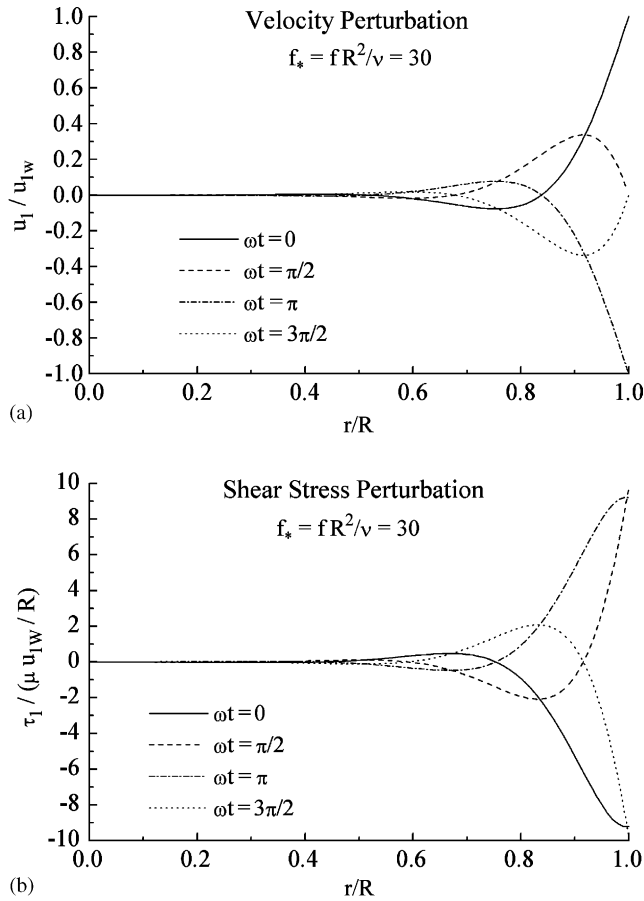 1.0
Velocity Perturbation
f* = f R²/ν = 30
0.8
0.6
0.4
0.2
0.0
-0.2
-0.4
-0.6
-0.8
-1.0
u₁ / u₁w
ωt = 0
ωt = π/2
ωt = π
ωt = 3π/2
0.0 0.2 0.4 0.6 0.8 1.0
(a)
r/R
10
Shear Stress Perturbation
f* = f R²/ν = 30
8
6
4
2
0
-2
-4
-6
-8
-10
τ₁ / (μ u₁W / R)
ωt = 0
ωt = π/2
ωt = π
ωt = 3π/2
0.0 0.2 0.4 0.6 0.8 1.0
(b)
r/R